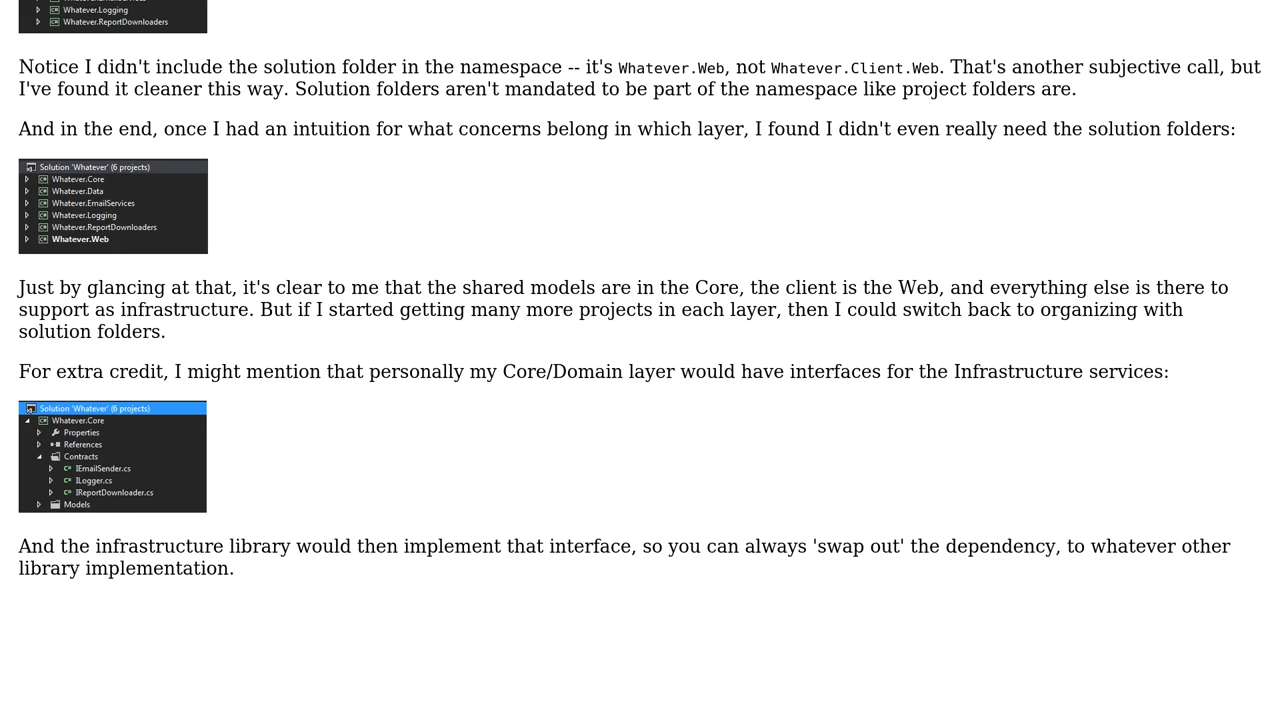 Whatever.Logging
Whatever.ReportDownloaders
Notice I didn't include the solution folder in the namespace -- it's Whatever.Web, not Whatever.Client.Web. That's another subjective call, but
I've found it cleaner this way. Solution folders aren't mandated to be part of the namespace like project folders are.
And in the end, once I had an intuition for what concerns belong in which layer, I found I didn't even really need the solution folders:
Solution 'Whatever' (6 projects)
Whatever.Core
Whatever.Data
Whatever.EmailServices
Whatever.Logging
Whatever.ReportDownloaders
Whatever.Web
Just by glancing at that, it's clear to me that the shared models are in the Core, the client is the Web, and everything else is there to
support as infrastructure. But if I started getting many more projects in each layer, then I could switch back to organizing with
solution folders.
For extra credit, I might mention that personally my Core/Domain layer would have interfaces for the Infrastructure services:
Solution 'Whatever' (6 projects)
Whatever.Core
Properties
References
Contracts
IEmailSender.cs
ILogger.cs
IReportDownloader.cs
Models
And the infrastructure library would then implement that interface, so you can always 'swap out' the dependency, to whatever other
library implementation.